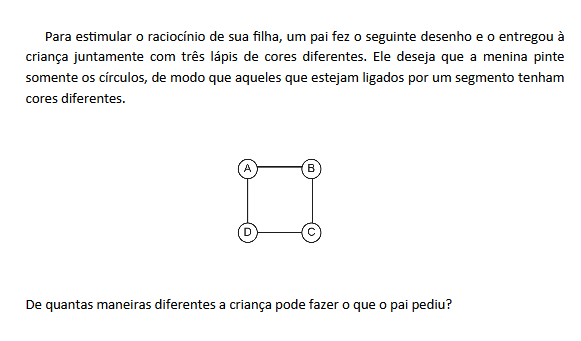 Para estimular o raciocínio de sua filha, um pai fez o seguinte desenho e o entregou à
criança juntamente com três lápis de cores diferentes. Ele deseja que a menina pinte
somente os círculos, de modo que aqueles que estejam ligados por um segmento tenham
cores diferentes.
A B
D C
De quantas maneiras diferentes a criança pode fazer o que o pai pediu?